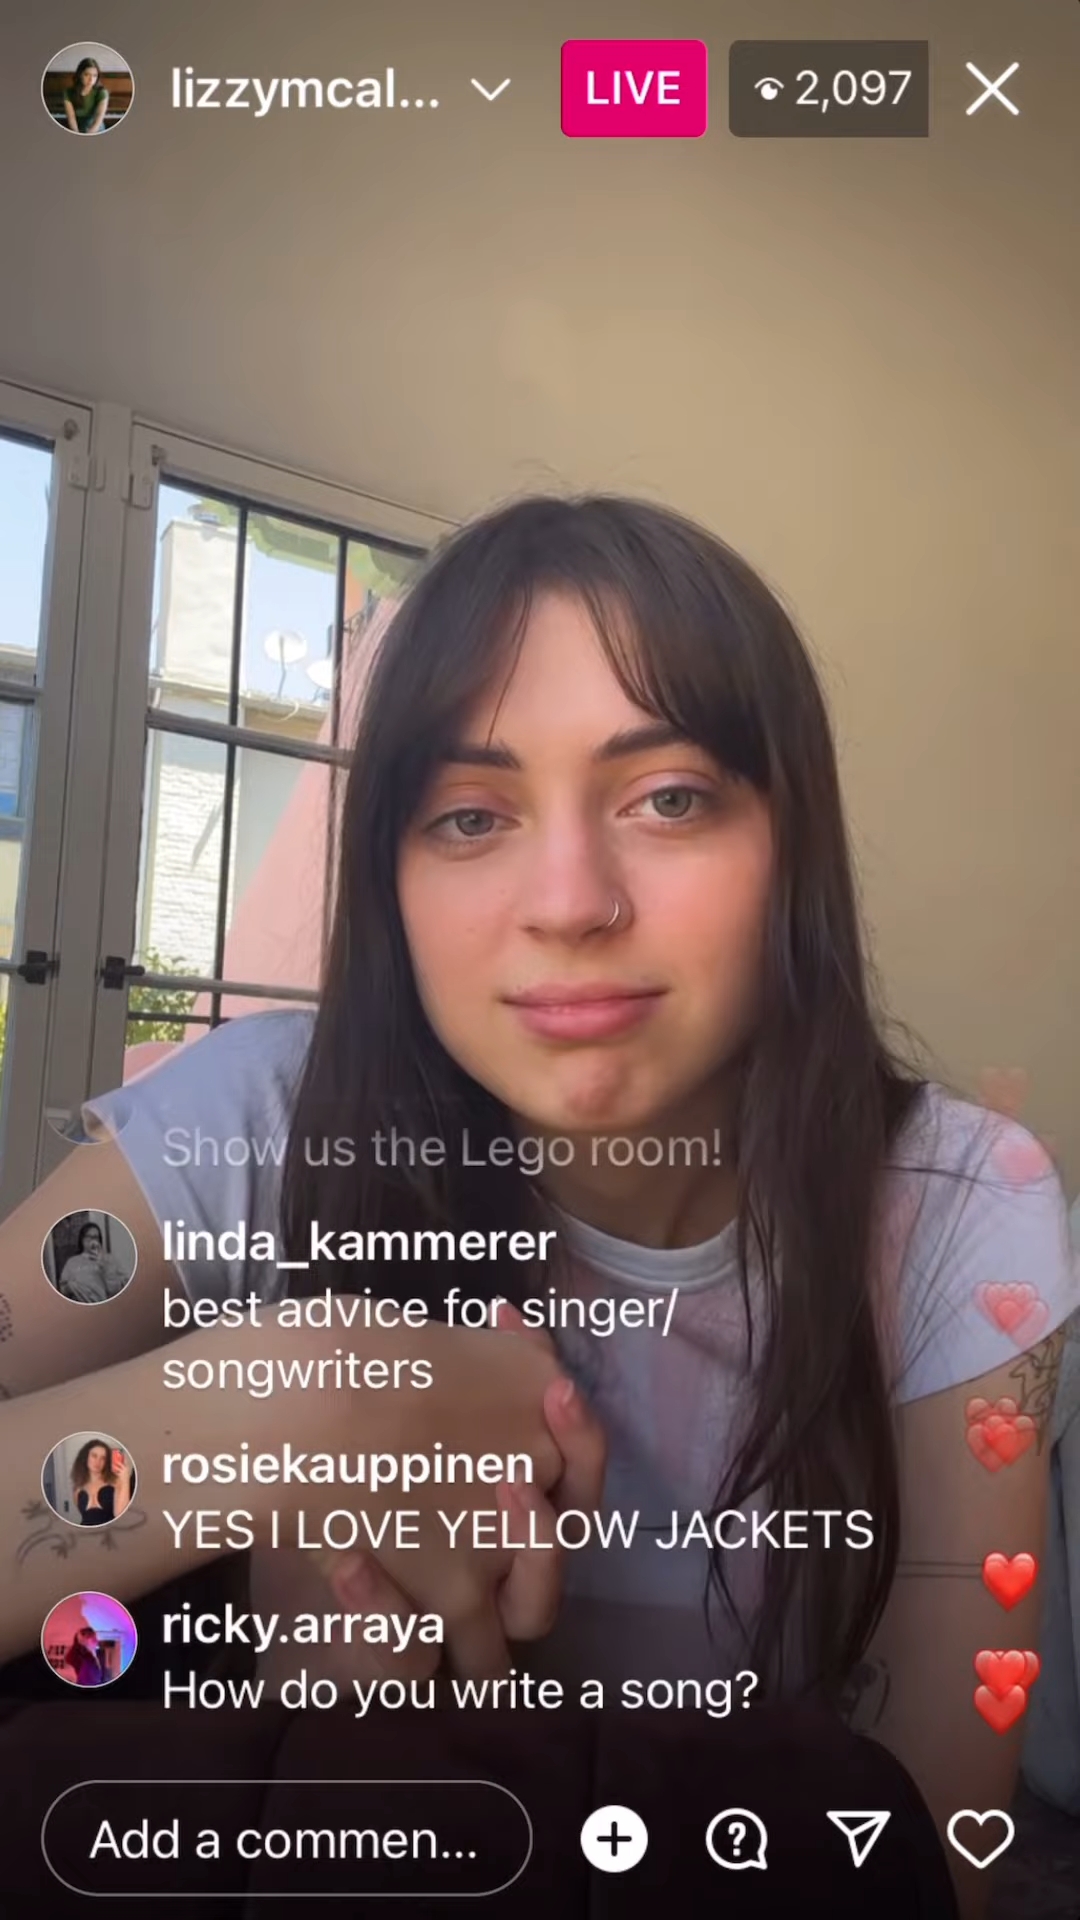 lizzymcal...
LIVE
2,097
Show us the Lego room!
linda_kammerer
best advice for singer/
songwriters
rosiekauppinen
YES I LOVE YELLOW JACKETS
ricky.arraya
How do you write a song?
Add a commen...